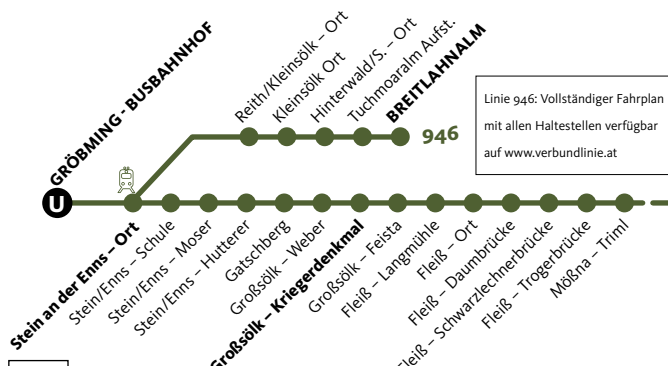 GRÖBMING - BUSBAHNHOF
Reith/Kleinsölk – Ort
Kleinsölk Ort
Hinterwald/S. – Ort
Tuchmoaralm Aufst.
BREITLAHNALM
946
Linie 946: Vollständiger Fahrplan
mit allen Haltestellen verfügbar
auf www.verbundlinie.at
U
Stein an der Enns – Ort
Stein/Enns – Schule
Stein/Enns – Moser
Stein/Enns – Hutterer
Gatschberg
Großsölk – Weber
Großsölk – Kriegerdenkmal
Großsölk – Feista
Fleiß – Langmühle
Fleiß – Ort
Fleiß – Daumbrücke
Fleiß – Schwarzlechnerbrücke
Fleiß – Trogerbrücke
Mößna – Triml